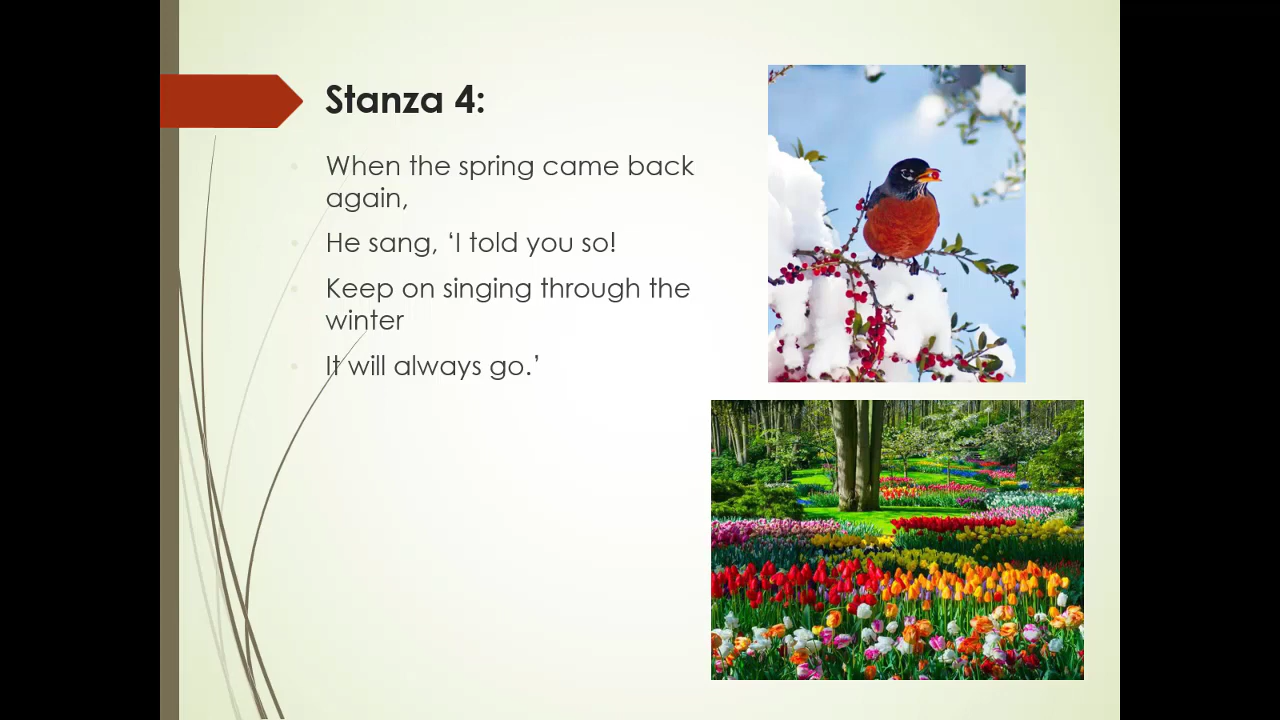 Stanza 4:
When the spring came back
again,
He sang, ‘I told you so!
Keep on singing through the
winter
It will always go.’